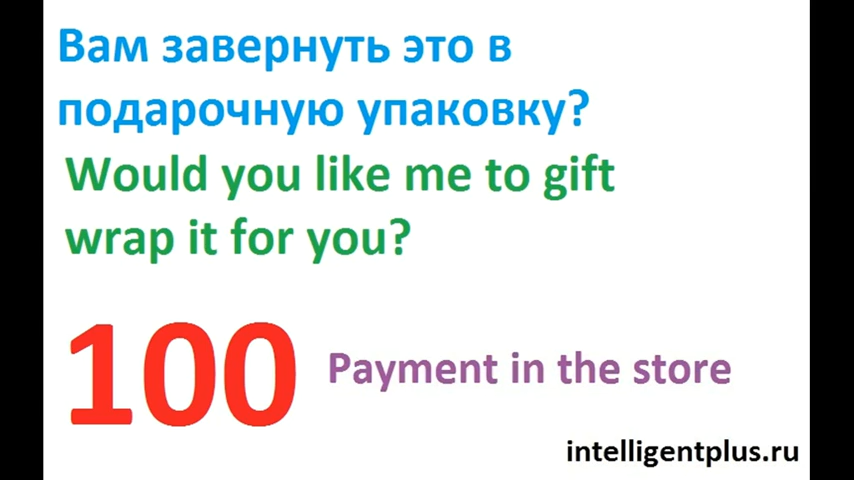 Вам завернуть это в
подарочную упаковку?
Would you like me to gift
wrap it for you?
100
Payment in the store
intelligentplus.ru